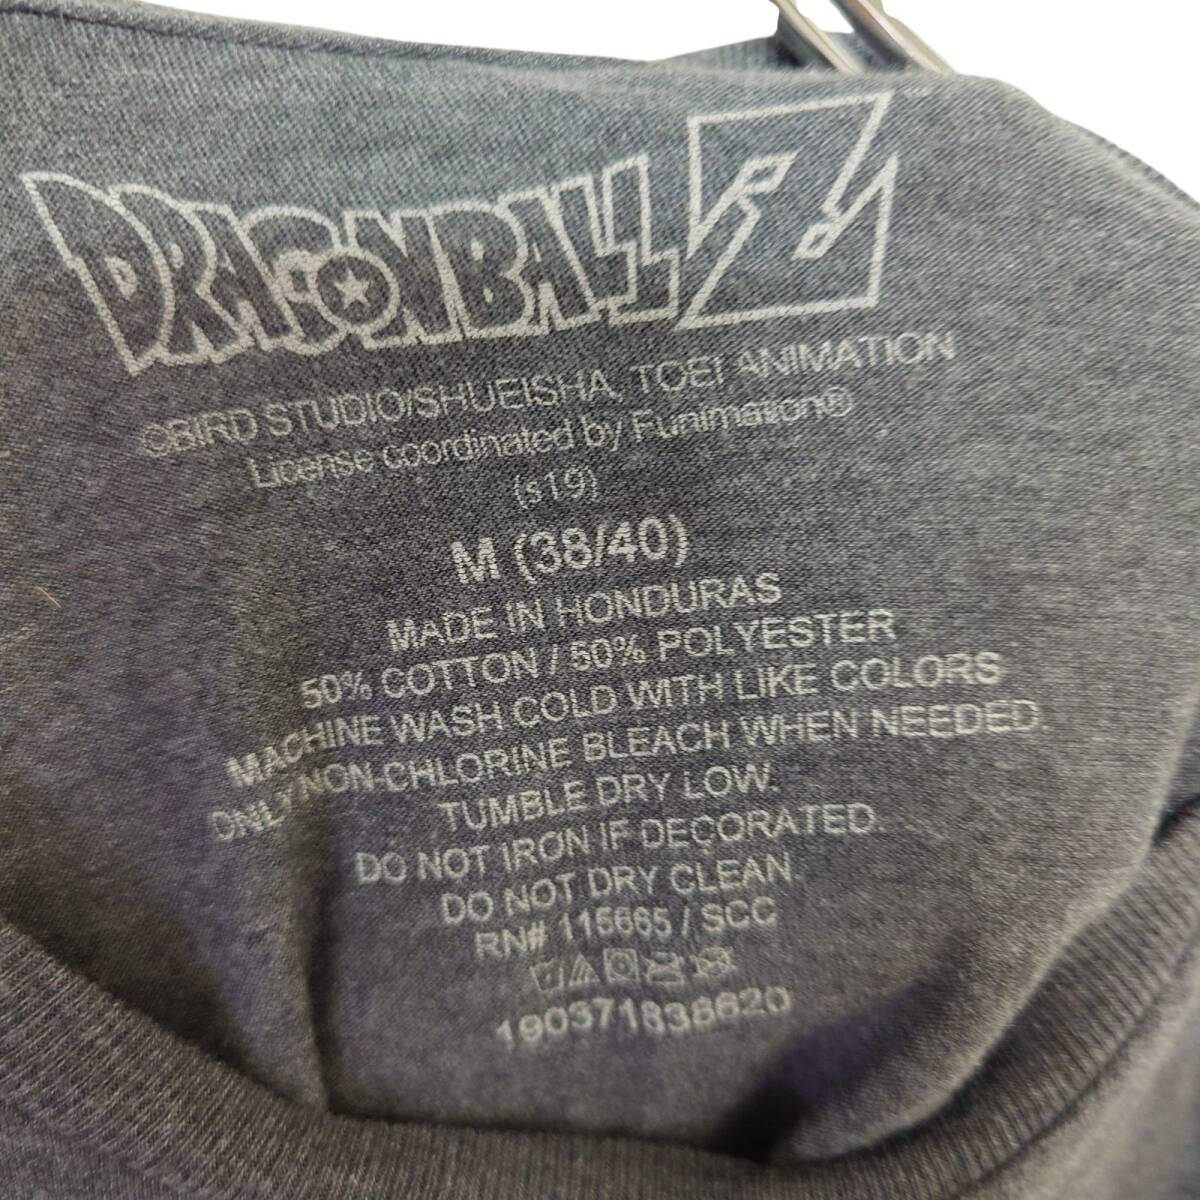 DRAGONBALL Z
©BIRD STUDIO/SHUEISHA, TOEI ANIMATION
License coordinated by Funimation®
(s19)
M (38/40)
MADE IN HONDURAS
50% COTTON / 50% POLYESTER
MACHINE WASH COLD WITH LIKE COLORS
ONLY NON-CHLORINE BLEACH WHEN NEEDED
TUMBLE DRY LOW.
DO NOT IRON IF DECORATED.
DO NOT DRY CLEAN.
RN# 115665 / SCC
190371838620